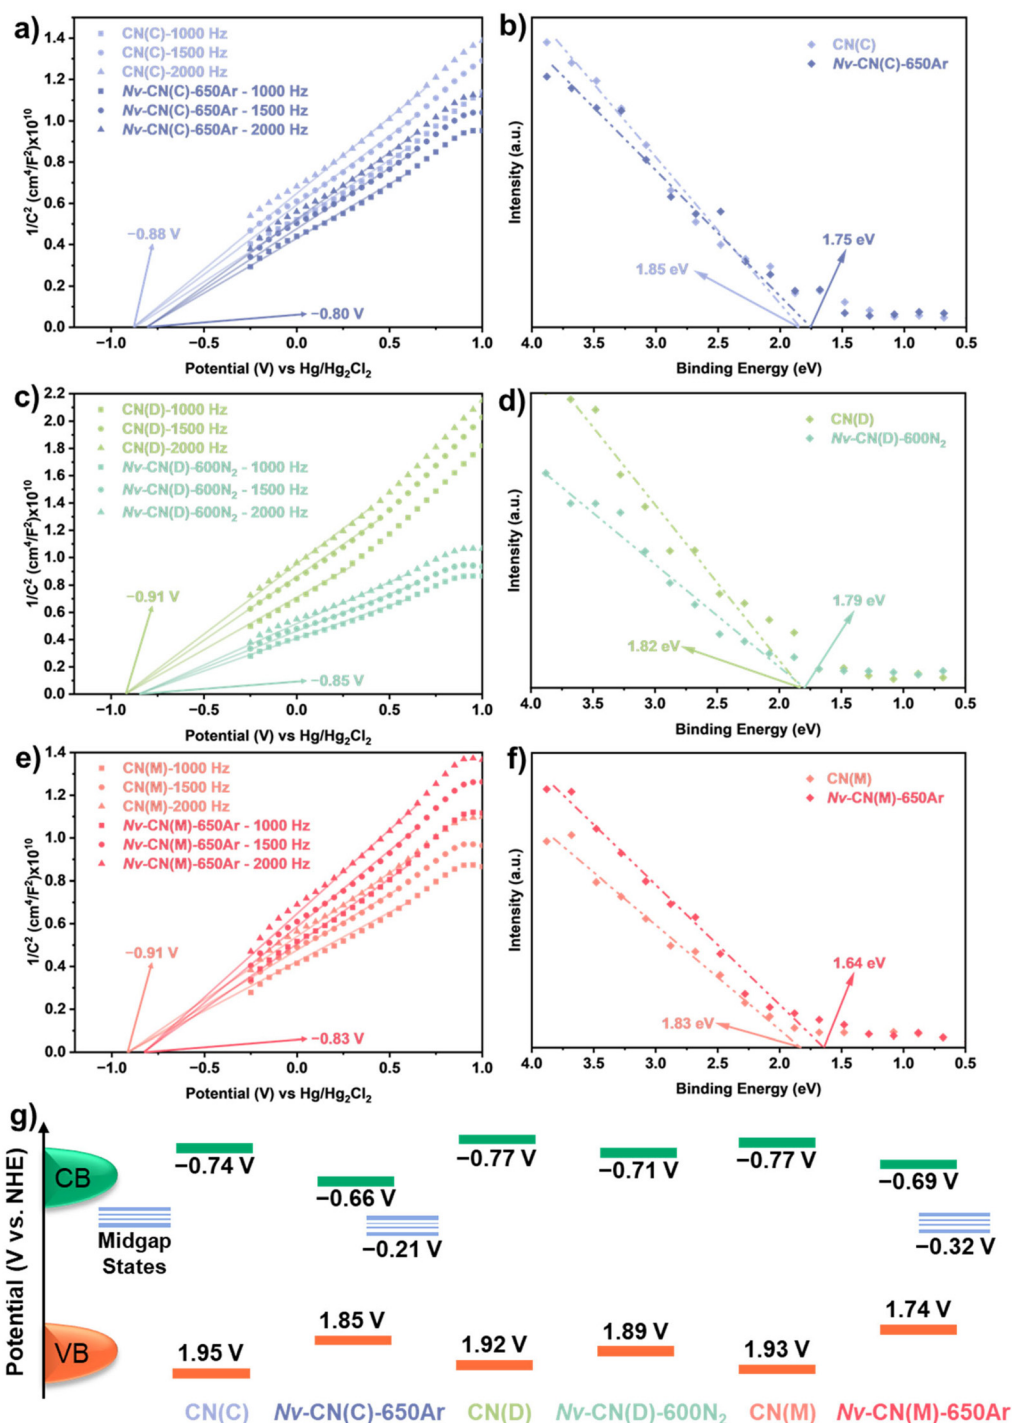 a)
CN(C)-1000 Hz
CN(C)-1500 Hz
CN(C)-2000 Hz
Nv-CN(C)-650Ar - 1000 Hz
Nv-CN(C)-650Ar - 1500 Hz
Nv-CN(C)-650Ar - 2000 Hz
1/C² (cm⁴/F²)x10¹⁰
1.4
1.2
1.0
0.8
0.6
0.4
0.2
0.0
−0.88 V
−0.80 V
−1.0 −0.5 0.0 0.5 1.0
Potential (V) vs Hg/Hg₂Cl₂
b)
CN(C)
Nv-CN(C)-650Ar
Intensity (a.u.)
1.75 eV
1.85 eV
4.0 3.5 3.0 2.5 2.0 1.5 1.0 0.5
Binding Energy (eV)
c)
CN(D)-1000 Hz
CN(D)-1500 Hz
CN(D)-2000 Hz
Nv-CN(D)-600N₂ - 1000 Hz
Nv-CN(D)-600N₂ - 1500 Hz
Nv-CN(D)-600N₂ - 2000 Hz
1/C² (cm⁴/F²)x10¹⁰
2.2
2.0
1.8
1.6
1.4
1.2
1.0
0.8
0.6
0.4
0.2
0.0
−0.91 V
−0.85 V
−1.0 −0.5 0.0 0.5 1.0
Potential (V) vs Hg/Hg₂Cl₂
d)
CN(D)
Nv-CN(D)-600N₂
Intensity (a.u.)
1.79 eV
1.82 eV
4.0 3.5 3.0 2.5 2.0 1.5 1.0 0.5
Binding Energy (eV)
e)
CN(M)-1000 Hz
CN(M)-1500 Hz
CN(M)-2000 Hz
Nv-CN(M)-650Ar - 1000 Hz
Nv-CN(M)-650Ar - 1500 Hz
Nv-CN(M)-650Ar - 2000 Hz
1/C² (cm⁴/F²)x10¹⁰
1.4
1.2
1.0
0.8
0.6
0.4
0.2
0.0
−0.91 V
−0.83 V
−1.0 −0.5 0.0 0.5 1.0
Potential (V) vs Hg/Hg₂Cl₂
f)
CN(M)
Nv-CN(M)-650Ar
Intensity (a.u.)
1.64 eV
1.83 eV
4.0 3.5 3.0 2.5 2.0 1.5 1.0 0.5
Binding Energy (eV)
g)
Potential (V vs. NHE)
CB
Midgap
States
VB
−0.74 V −0.66 V −0.77 V −0.71 V −0.77 V −0.69 V
−0.21 V −0.32 V
1.95 V 1.85 V 1.92 V 1.89 V 1.93 V 1.74 V
CN(C) Nv-CN(C)-650Ar CN(D) Nv-CN(D)-600N₂ CN(M) Nv-CN(M)-650Ar